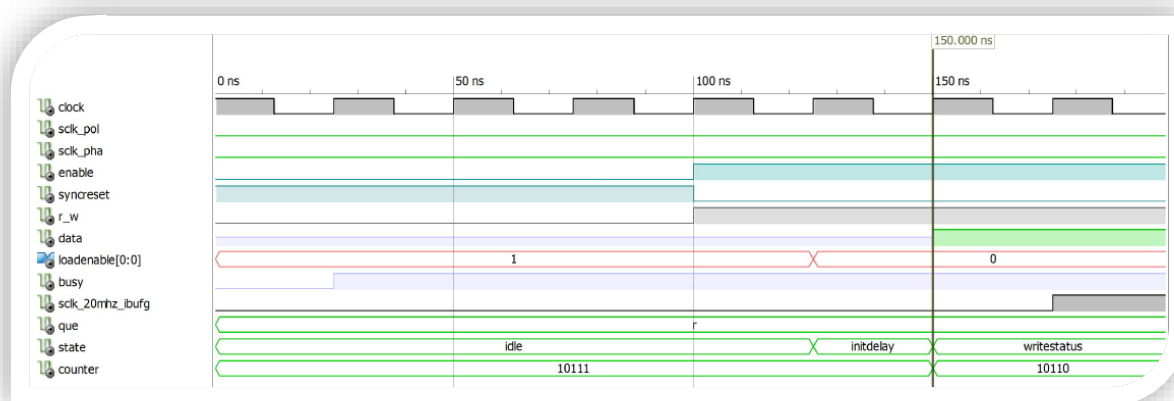 150.000 ns
0 ns 50 ns 100 ns 150 ns
clock
sclk_pol
sclk_pha
enable
syncreset
r_w
data
loadenable[0:0] 1 0
busy
sclk_20mhz_ibufg
que r
state idle initdelay writestatus
counter 10111 10110